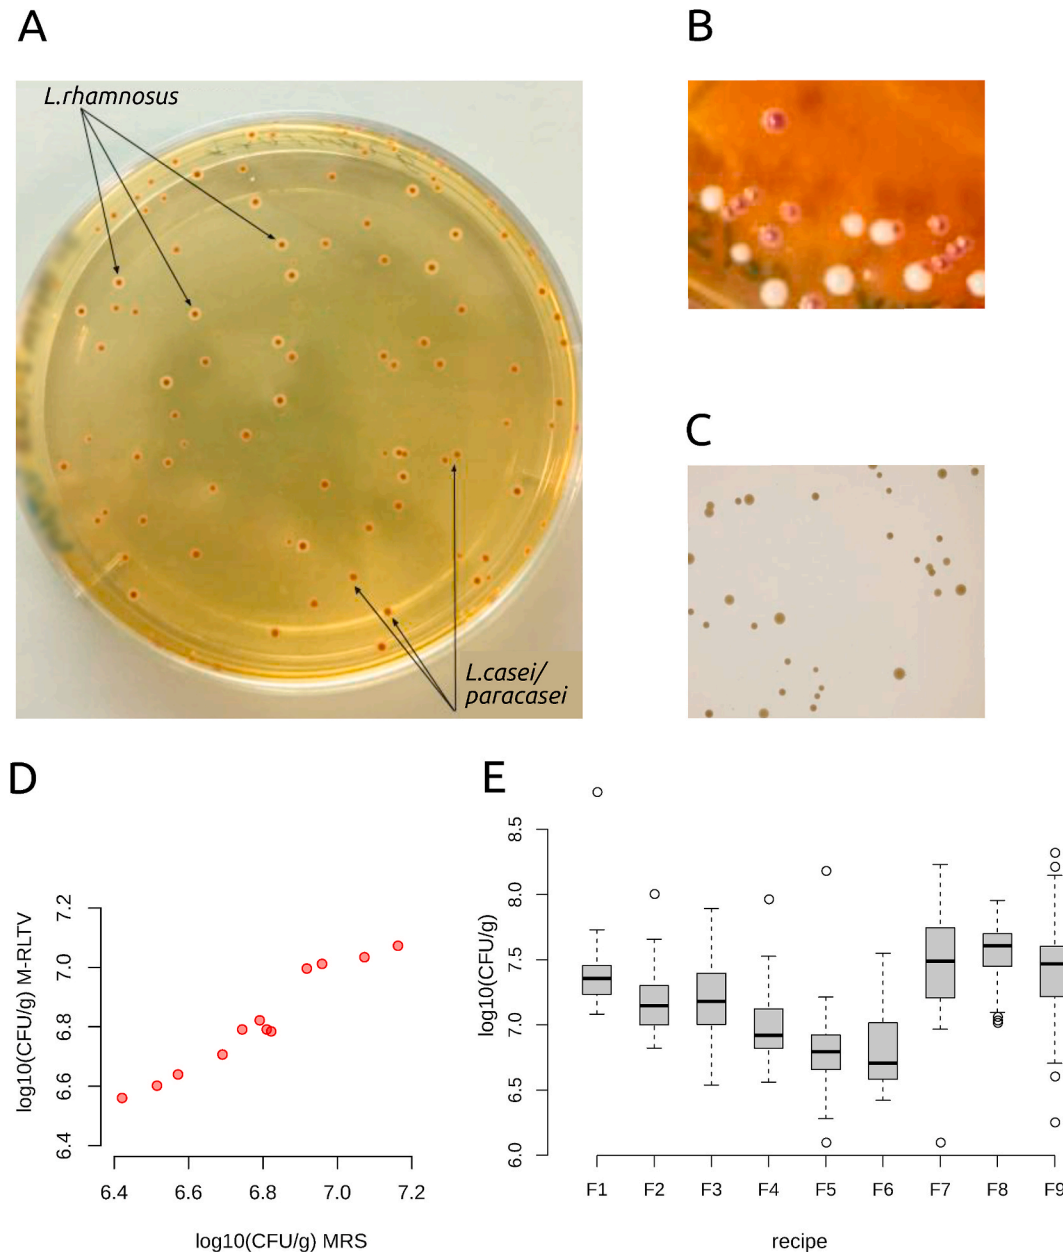 A
B
L.rhamnosus
C
L.casei/
paracasei
D
E
log10(CFU/g) M-RLTV
7.2
7.0
6.8
6.6
6.4
6.4 6.6 6.8 7.0 7.2
log10(CFU/g) MRS
log10(CFU/g)
8.5
8.0
7.5
7.0
6.5
6.0
F1 F2 F3 F4 F5 F6 F7 F8 F9
recipe